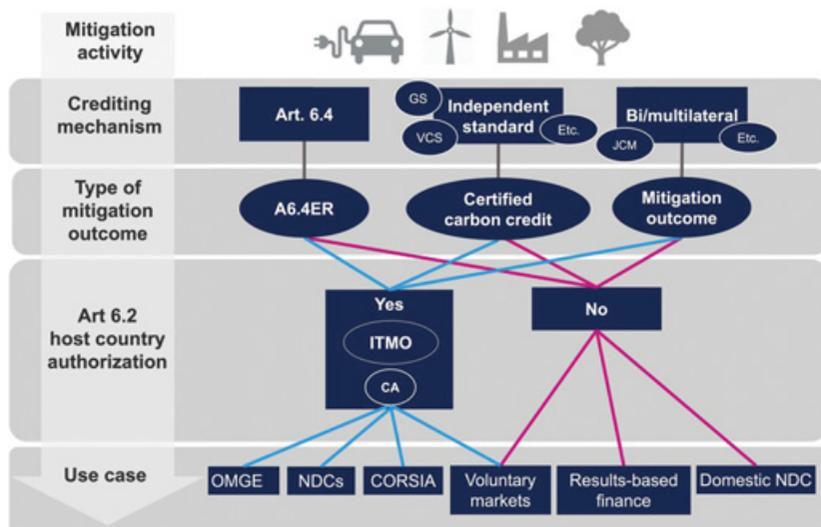 Mitigation
activity
Crediting
mechanism
Art. 6.4
GS
VCS
Independent
standard
Etc.
Bi/multilateral
JCM
Etc.
Type of
mitigation
outcome
A6.4ER
Certified
carbon credit
Mitigation
outcome
Art 6.2
host country
authorization
Yes
ITMO
CA
No
Use case
OMGE
NDCs
CORSIA
Voluntary
markets
Results-based
finance
Domestic NDC